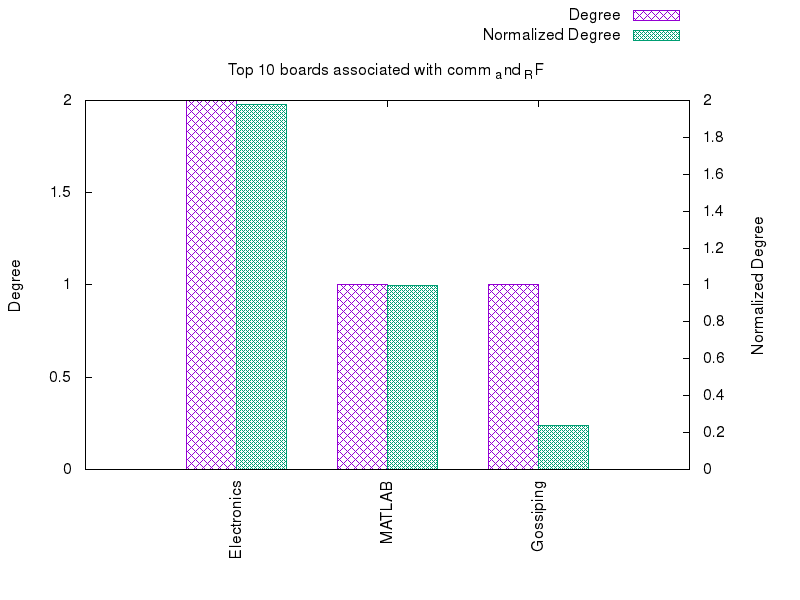 Degree
Normalized Degree
Top 10 boards associated with comm and RF
2
1.5
1
0.5
0
2
1.8
1.6
1.4
1.2
1
0.8
0.6
0.4
0.2
0
Degree
Normalized Degree
Electronics
MATLAB
Gossiping